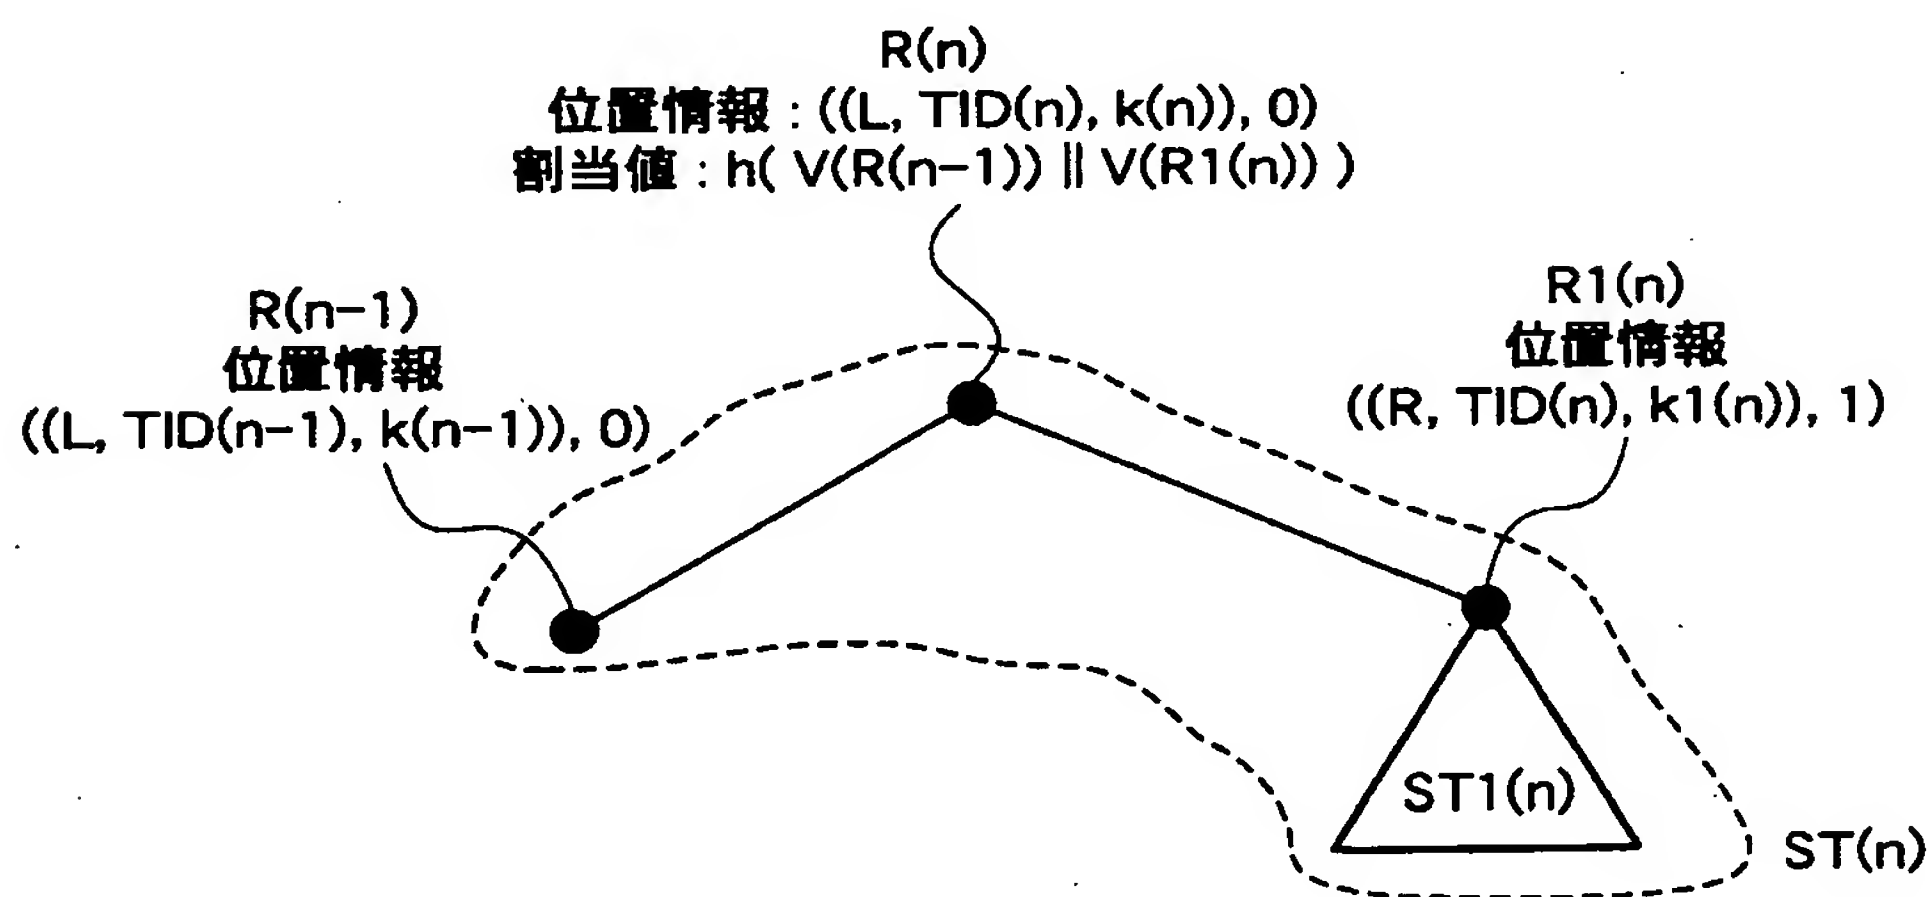 R(n)
位置情報 : ((L, TID(n), k(n)), 0)
割当値 : h( V(R(n−1)) || V(R1(n)) )
R(n−1)
位置情報
((L, TID(n−1), k(n−1)), 0)
R1(n)
位置情報
((R, TID(n), k1(n)), 1)
ST1(n)
ST(n)